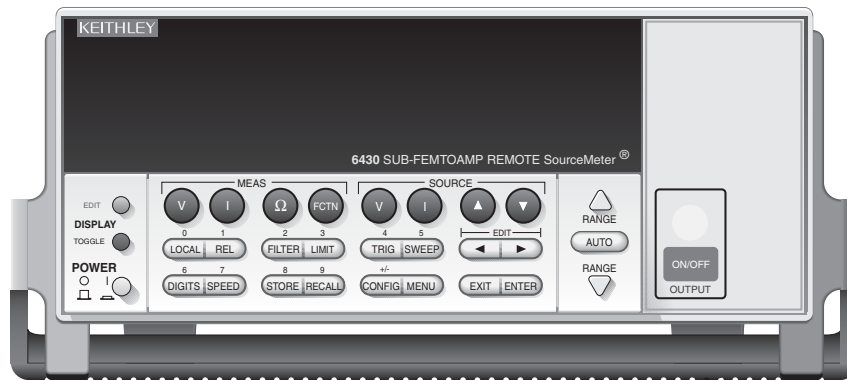 KEITHLEY
6430 SUB-FEMTOAMP REMOTE SourceMeter ®
MEAS SOURCE
EDIT V I Ω FCTN V I ▲ ▼ RANGE
DISPLAY 0 1 2 3 4 5 EDIT
TOGGLE LOCAL REL FILTER LIMIT TRIG SWEEP ◀ ▶ AUTO
POWER 6 7 8 9 +/- RANGE ON/OFF
DIGITS SPEED STORE RECALL CONFIG MENU EXIT ENTER OUTPUT